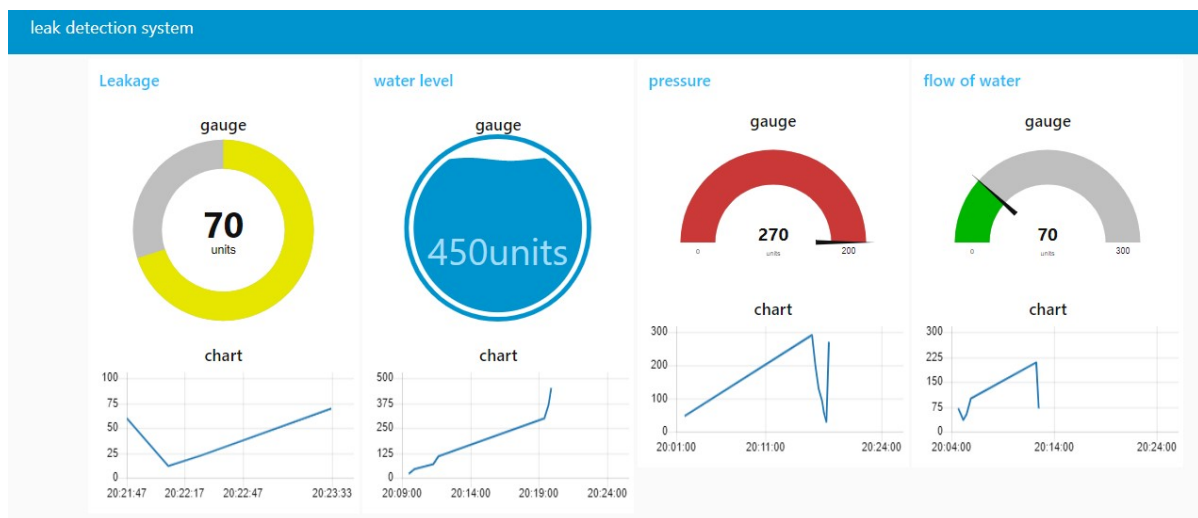 leak detection system
Leakage
gauge
70
units
chart
100
75
50
25
0
20:21:47 20:22:17 20:22:47 20:23:33
water level
gauge
450units
chart
500
375
250
125
0
20:09:00 20:14:00 20:19:00 20:24:00
pressure
gauge
270
0 units 200
chart
300
200
100
0
20:01:00 20:11:00 20:24:00
flow of water
gauge
70
0 units 300
chart
300
225
150
75
0
20:04:00 20:14:00 20:24:00